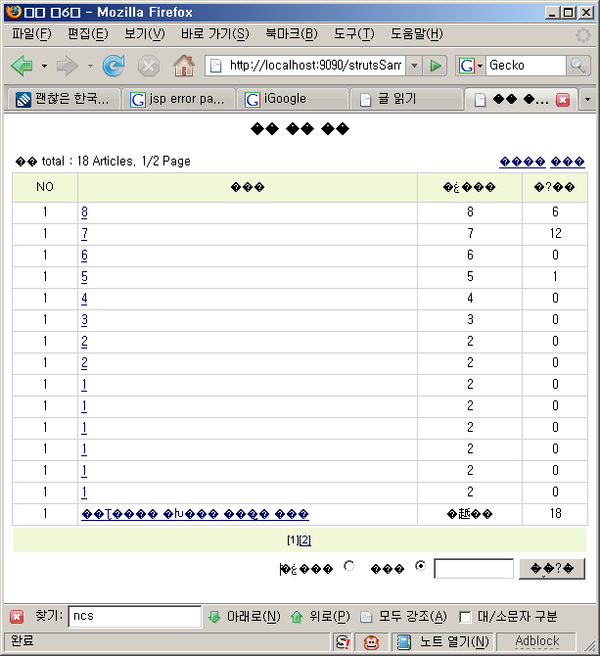 - Mozilla Firefox
파일(F) 편집(E) 보기(V) 바로 가기(S) 북마크(B) 도구(T) 도움말(H)
http://localhost:9090/strutsSam Gecko
괜찮은 한국... jsp error pa... iGoogle 글 읽기 �� �...
�� �� ��
�� total : 18 Articles, 1/2 Page ���� ���
NO ��� �۾��� �?��
1 8 8 6
1 7 7 12
1 6 6 0
1 5 5 1
1 4 4 0
1 3 3 0
1 2 2 0
1 2 2 0
1 1 2 0
1 1 2 0
1 1 2 0
1 1 2 0
1 1 2 0
1 1 2 0
1 �越�� 18
[1][2]
���
찾기: ncs 아래로(N) 위로(P) 모두 강조(A) 대/소문자 구분
완료 S! 노트 열기(N) Adblock